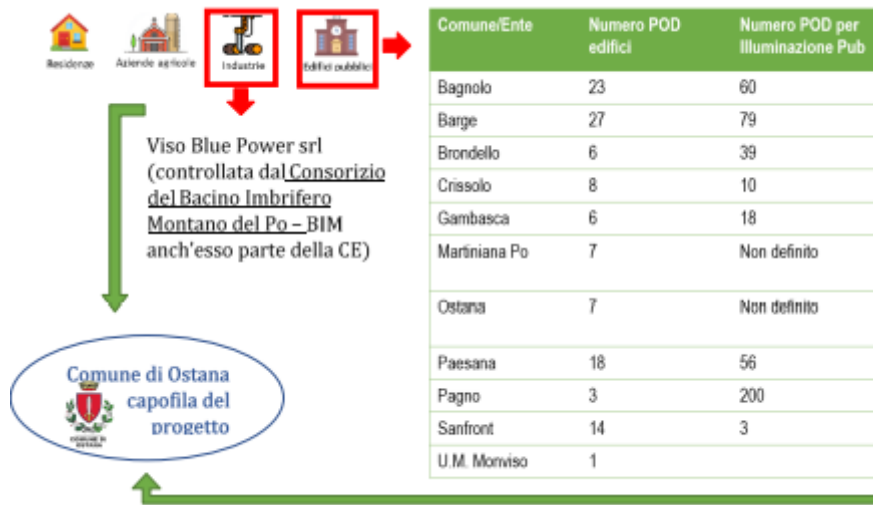 Residenze
Aziende agricole
Industrie
Edifici pubblici
Viso Blue Power srl
(controllata dal Consorizio
del Bacino Imbrifero
Montano del Po – BIM
anch'esso parte della CE)
Comune di Ostana
capofila del
progetto
COMUNE DI
OSTANA
Comune/Ente Numero POD edifici Numero POD per Illuminazione Pub
Bagnolo 23 60
Barge 27 79
Brondello 6 39
Crissolo 8 10
Gambasca 6 18
Martiniana Po 7 Non definito
Ostana 7 Non definito
Paesana 18 56
Pagno 3 200
Sanfront 14 3
U.M. Monviso 1